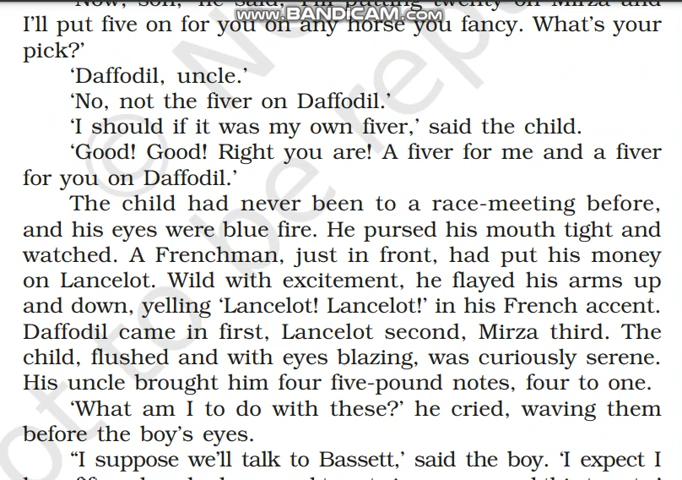 www.BANDICAM.com
'Now, son,' he said, 'I'm putting twenty on Mirza and
I'll put five on for you on any horse you fancy. What's your
pick?'
'Daffodil, uncle.'
'No, not the fiver on Daffodil.'
'I should if it was my own fiver,' said the child.
'Good! Good! Right you are! A fiver for me and a fiver
for you on Daffodil.'
The child had never been to a race-meeting before,
and his eyes were blue fire. He pursed his mouth tight and
watched. A Frenchman, just in front, had put his money
on Lancelot. Wild with excitement, he flayed his arms up
and down, yelling 'Lancelot! Lancelot!' in his French accent.
Daffodil came in first, Lancelot second, Mirza third. The
child, flushed and with eyes blazing, was curiously serene.
His uncle brought him four five-pound notes, four to one.
'What am I to do with these?' he cried, waving them
before the boy's eyes.
"I suppose we'll talk to Bassett,' said the boy. 'I expect I
© N
not to be rep